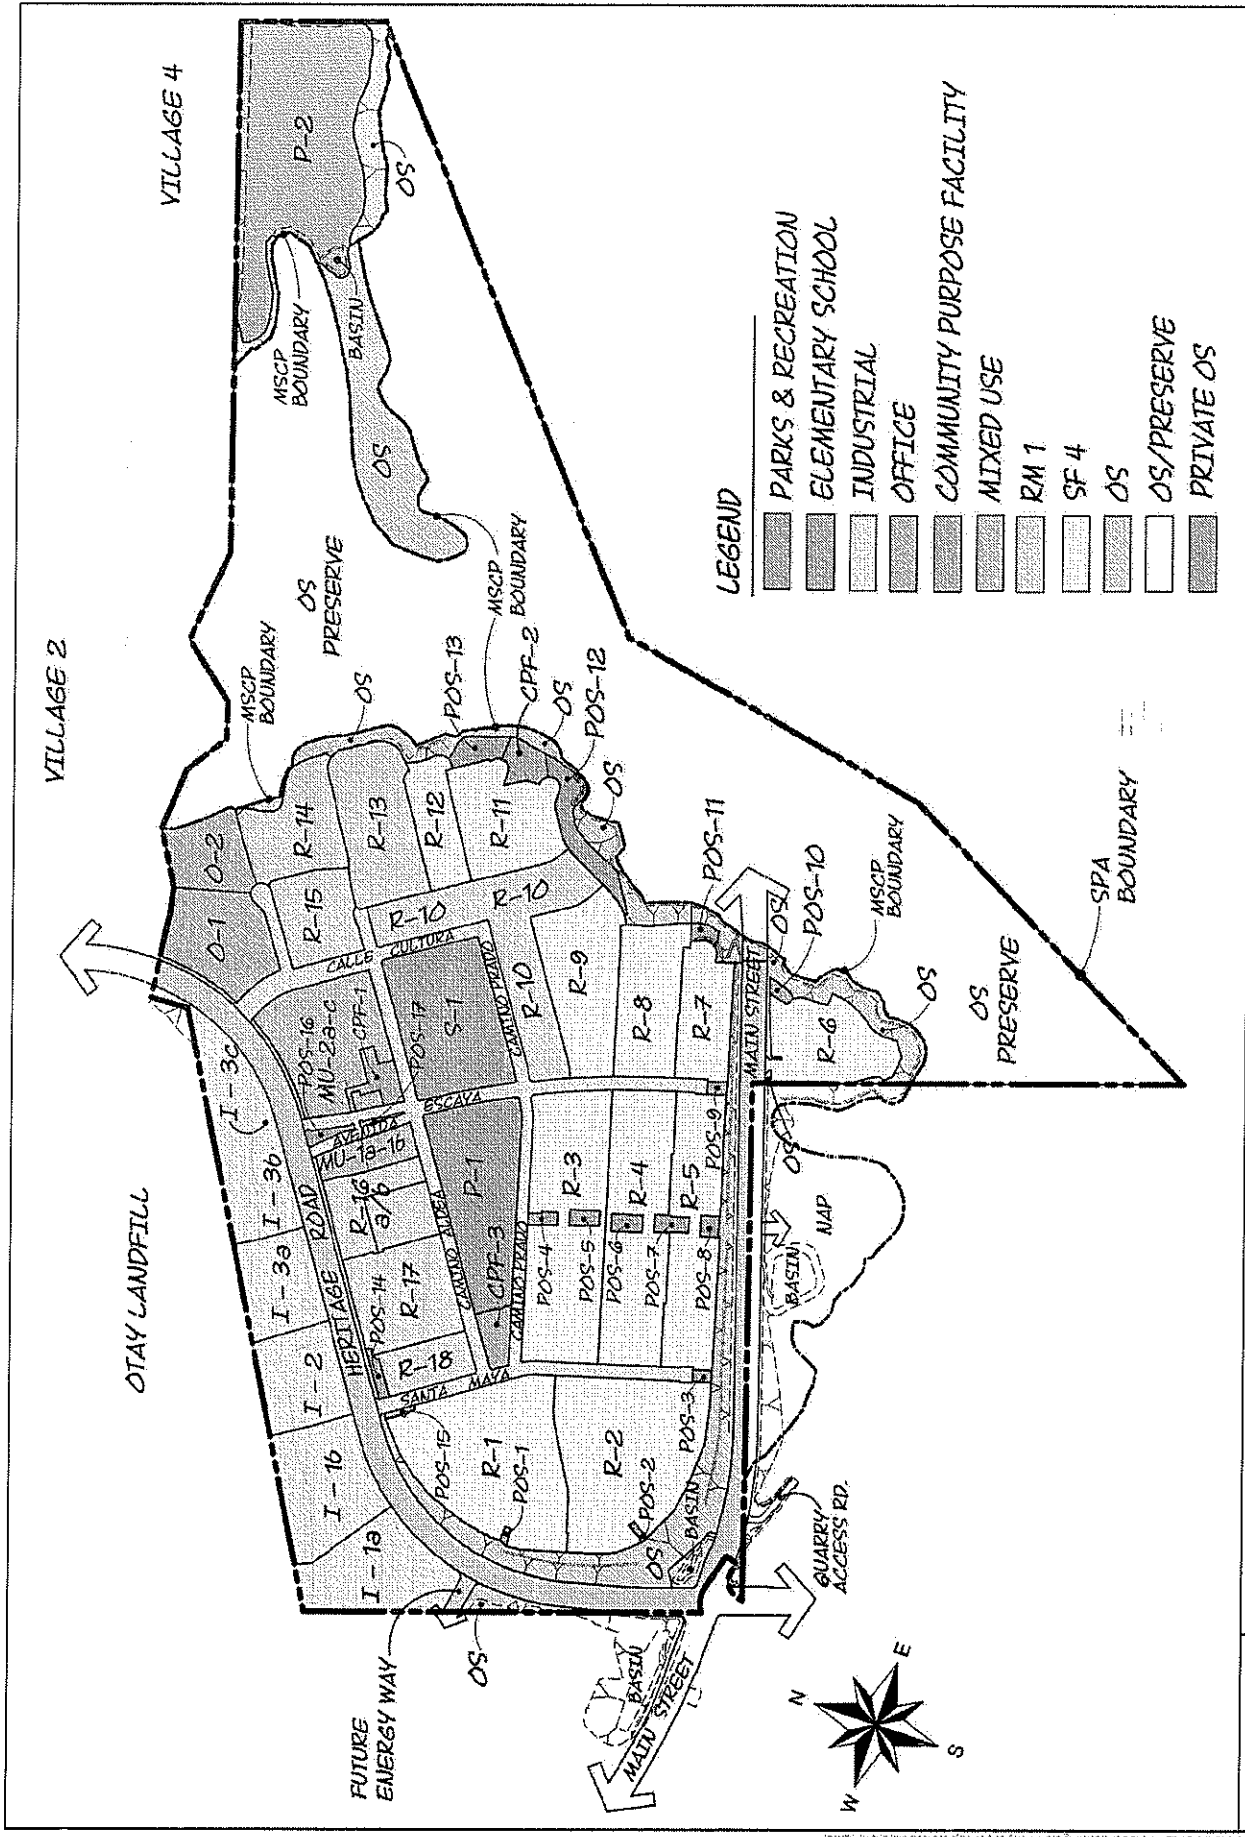 VILLAGE 4
VILLAGE 2
OTAY LANDFILL
P-2
OS
MSCP
BOUNDARY
BASIN
OS
MSCP
BOUNDARY
OS
PRESERVE
MSCP
BOUNDARY
OS
POS-13
CPF-2
OS
POS-12
OS
O-2
O-1
R-14
R-13
R-12
R-11
R-15
R-10
R-10
R-10
CALLE CULTURA
CAMINO PRADO
R-9
R-8
R-7
POS-11
MAIN STREET
OS
POS-10
MSCP
BOUNDARY
R-6
OS
OS
PRESERVE
SPA
BOUNDARY
I-3c
I-3b
I-3a
I-2
I-1b
I-1a
HERITAGE ROAD
POS-16
MU-2a-c
CPF-1
POS-17
S-1
AVENIDA
ESCAYA
MU-1a-1b
R-16
a/b
POS-14
R-17
R-18
CAMINO ALDEA
P-1
CPF-3
CAMINO PRADO
SANTA MAYA
R-3
R-4
R-5
POS-4
POS-5
POS-6
POS-7
POS-8
POS-9
OS
NAP
BASIN
POS-15
R-1
POS-1
R-2
POS-2
POS-3
BASIN
OS
QUARRY
ACCESS RD.
FUTURE
ENERGY WAY
OS
BASIN
MAIN STREET
N
E
S
W
LEGEND
PARKS & RECREATION
ELEMENTARY SCHOOL
INDUSTRIAL
OFFICE
COMMUNITY PURPOSE FACILITY
MIXED USE
RM 1
SF 4
OS
OS/PRESERVE
PRIVATE OS